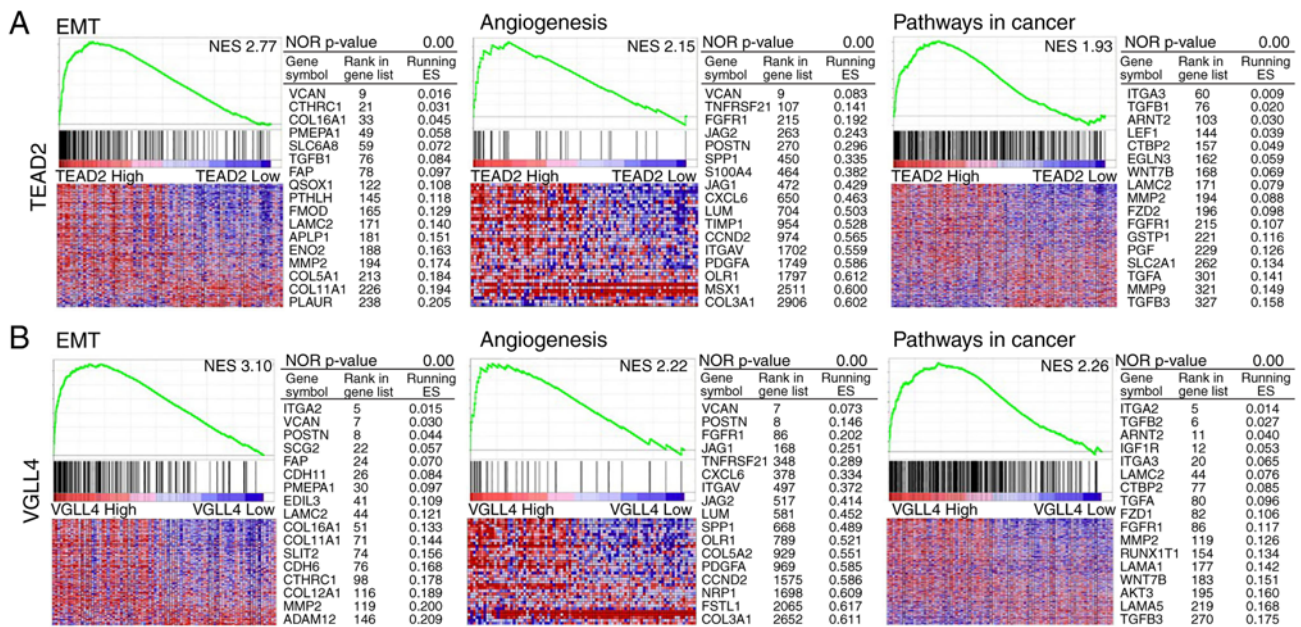 A
EMT
NES 2.77
TEAD2
TEAD2 High TEAD2 Low
NOR p-value 0.00
Gene symbol Rank in gene list Running ES
VCAN 9 0.016
CTHRC1 21 0.031
COL16A1 33 0.045
PMEPA1 49 0.058
SLC6A8 59 0.072
TGFB1 76 0.084
FAP 78 0.097
QSOX1 122 0.108
PTHLH 145 0.118
FMOD 165 0.129
LAMC2 171 0.140
APLP1 181 0.151
ENO2 188 0.163
MMP2 194 0.174
COL5A1 213 0.184
COL11A1 226 0.194
PLAUR 238 0.205
Angiogenesis
NES 2.15
TEAD2 High TEAD2 Low
NOR p-value 0.00
Gene symbol Rank in gene list Running ES
VCAN 9 0.083
TNFRSF21 107 0.141
FGFR1 215 0.192
JAG2 263 0.243
POSTN 270 0.296
SPP1 450 0.335
S100A4 464 0.382
JAG1 472 0.429
CXCL6 650 0.463
LUM 704 0.503
TIMP1 954 0.528
CCND2 974 0.565
ITGAV 1702 0.559
PDGFA 1749 0.586
OLR1 1797 0.612
MSX1 2511 0.600
COL3A1 2906 0.602
Pathways in cancer
NES 1.93
TEAD2 High TEAD2 Low
NOR p-value 0.00
Gene symbol Rank in gene list Running ES
ITGA3 60 0.009
TGFB1 76 0.020
ARNT2 103 0.030
LEF1 144 0.039
CTBP2 157 0.049
EGLN3 162 0.059
WNT7B 168 0.069
LAMC2 171 0.079
MMP2 194 0.088
FZD2 196 0.098
FGFR1 215 0.107
GSTP1 221 0.116
PGF 229 0.126
SLC2A1 262 0.134
TGFA 301 0.141
MMP9 321 0.149
TGFB3 327 0.158
B
EMT
NES 3.10
VGLL4
VGLL4 High VGLL4 Low
NOR p-value 0.00
Gene symbol Rank in gene list Running ES
ITGA2 5 0.015
VCAN 7 0.030
POSTN 8 0.044
SCG2 22 0.057
FAP 24 0.070
CDH11 26 0.084
PMEPA1 30 0.097
EDIL3 41 0.109
LAMC2 44 0.121
COL16A1 51 0.133
COL11A1 71 0.144
SLIT2 74 0.156
CDH6 76 0.168
CTHRC1 98 0.178
COL12A1 116 0.189
MMP2 119 0.200
ADAM12 146 0.209
Angiogenesis
NES 2.22
VGLL4 High VGLL4 Low
NOR p-value 0.00
Gene symbol Rank in gene list Running ES
VCAN 7 0.073
POSTN 8 0.146
FGFR1 86 0.202
JAG1 168 0.251
TNFRSF21 348 0.289
CXCL6 378 0.334
ITGAV 497 0.372
JAG2 517 0.414
LUM 581 0.452
SPP1 668 0.489
OLR1 789 0.521
COL5A2 929 0.551
PDGFA 969 0.585
CCND2 1575 0.586
NRP1 1698 0.609
FSTL1 2065 0.617
COL3A1 2652 0.611
Pathways in cancer
NES 2.26
VGLL4 High VGLL4 Low
NOR p-value 0.00
Gene symbol Rank in gene list Running ES
ITGA2 5 0.014
TGFB2 6 0.027
ARNT2 11 0.040
IGF1R 12 0.053
ITGA3 20 0.065
LAMC2 44 0.076
CTBP2 77 0.085
TGFA 80 0.096
FZD1 82 0.106
FGFR1 86 0.117
MMP2 119 0.126
RUNX1T1 154 0.134
LAMA1 177 0.142
WNT7B 183 0.151
AKT3 195 0.160
LAMA5 219 0.168
TGFB3 270 0.175